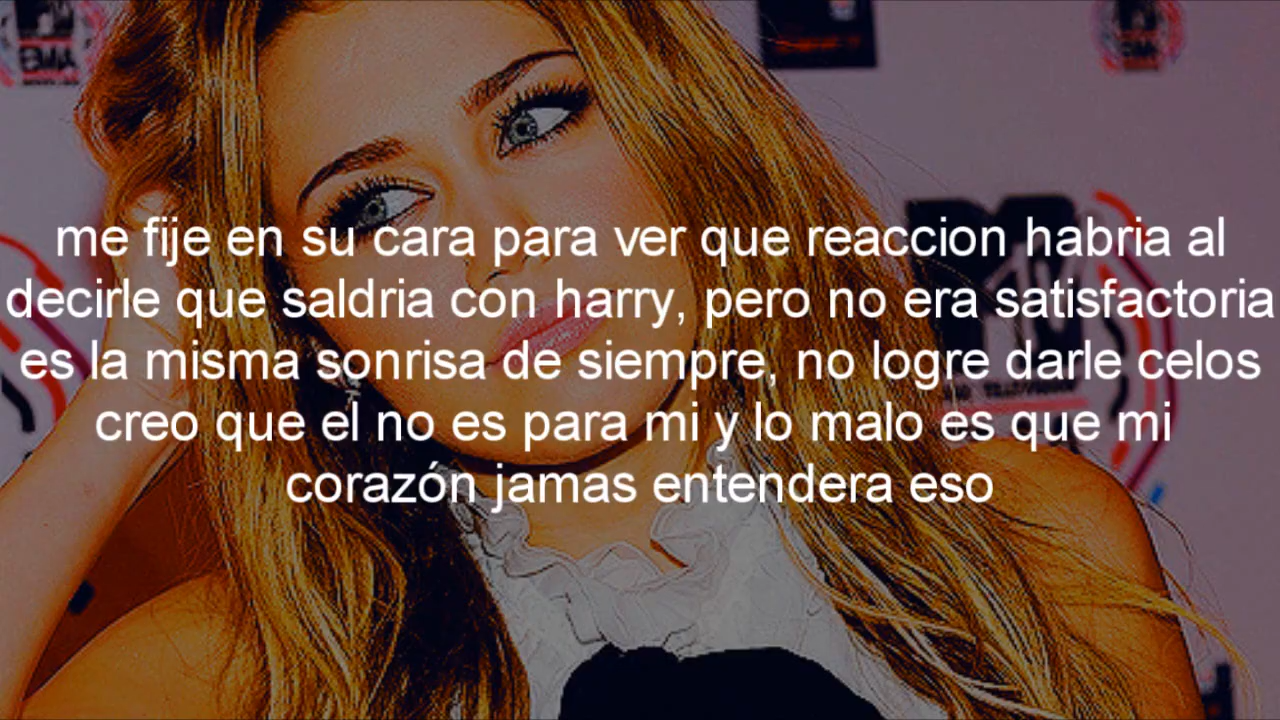 me fije en su cara para ver que reaccion habria al
decirle que saldria con harry, pero no era satisfactoria
es la misma sonrisa de siempre, no logre darle celos
creo que el no es para mi y lo malo es que mi
corazón jamas entendera eso